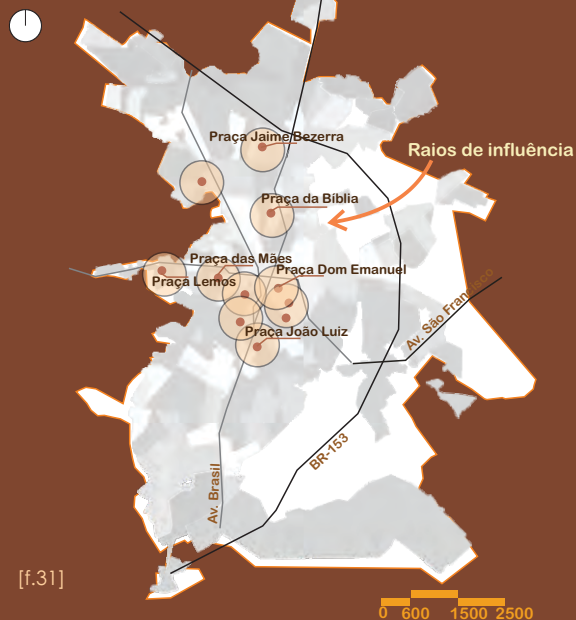 Praça Jaime Bezerra
Raios de influência
Praça da Bíblia
Praça das Mães
Praça Dom Emanuel
Praça Lemos
Av. São Francisco
Praça João Luiz
BR-153
Av. Brasil
[f.31]
0 600 1500 2500